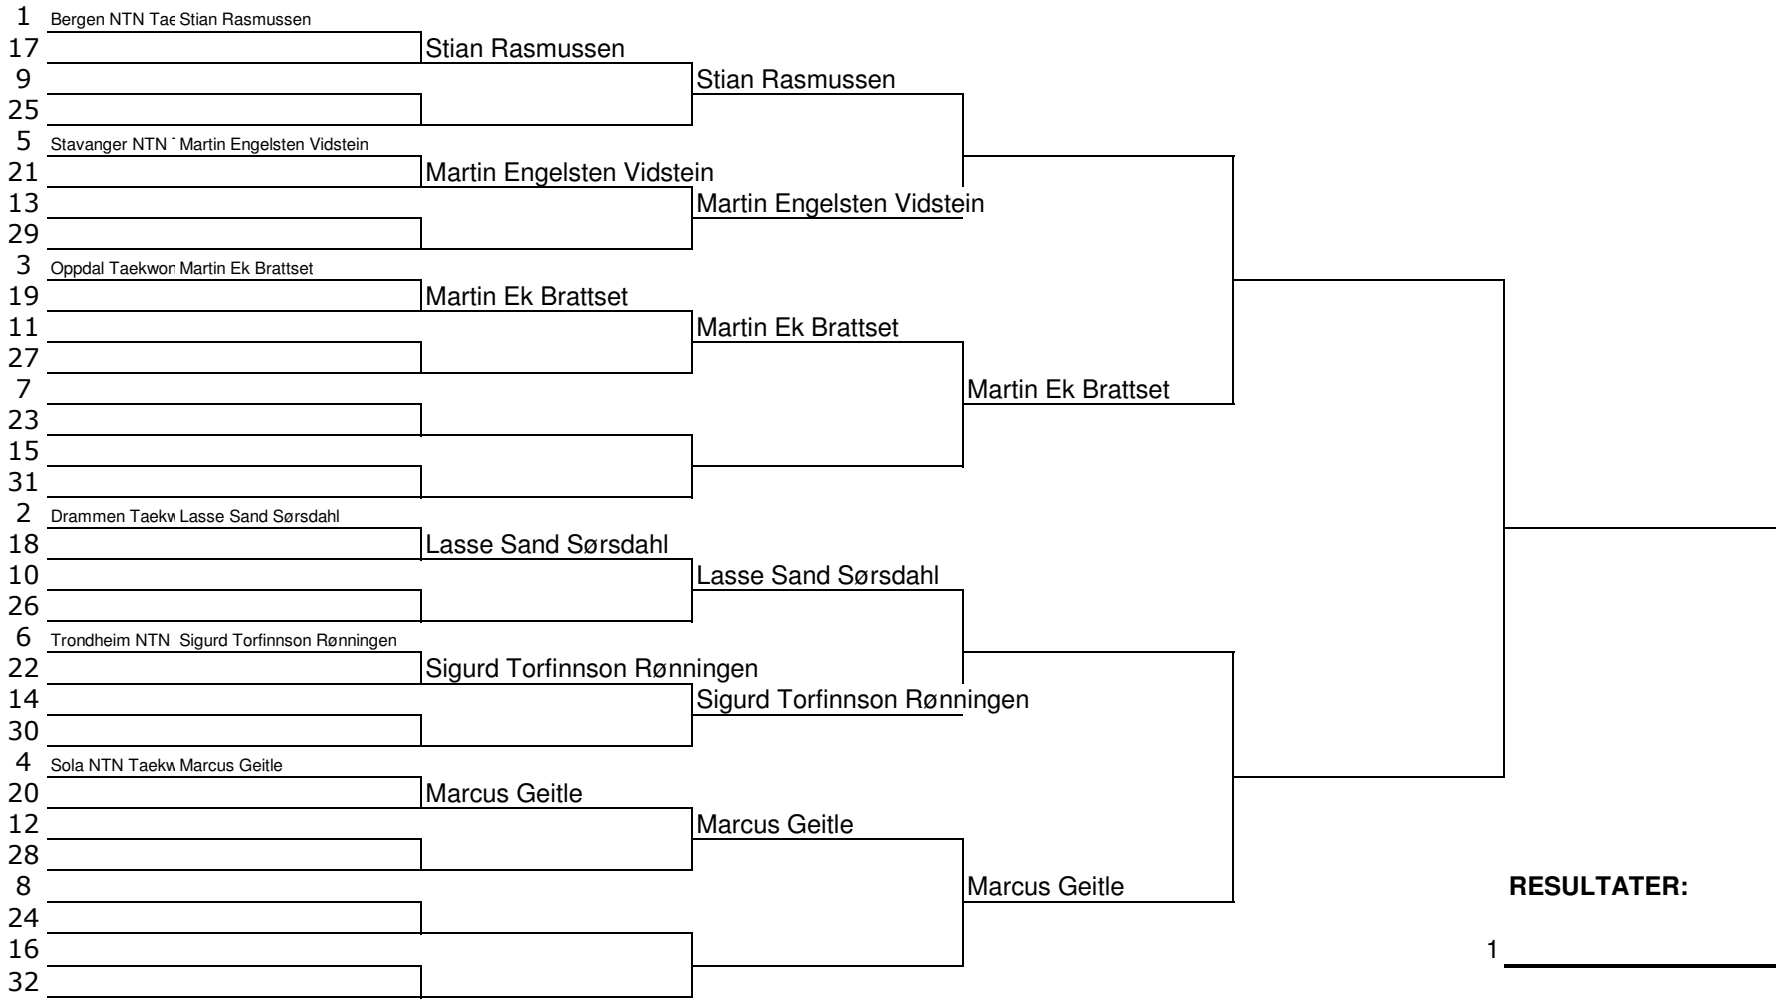 1 Bergen NTN Tae Stian Rasmussen
17 Stian Rasmussen
9 Stian Rasmussen
25
5 Stavanger NTN T Martin Engelsten Vidstein
21 Martin Engelsten Vidstein
13 Martin Engelsten Vidstein
29
3 Oppdal Taekwon Martin Ek Brattset
19 Martin Ek Brattset
11 Martin Ek Brattset
27
7 Martin Ek Brattset
23
15
31
2 Drammen Taekw Lasse Sand Sørsdahl
18 Lasse Sand Sørsdahl
10 Lasse Sand Sørsdahl
26
6 Trondheim NTN Sigurd Torfinnson Rønningen
22 Sigurd Torfinnson Rønningen
14 Sigurd Torfinnson Rønningen
30
4 Sola NTN Taekw Marcus Geitle
20 Marcus Geitle
12 Marcus Geitle
28
8 Marcus Geitle RESULTATER:
24
16 1
32